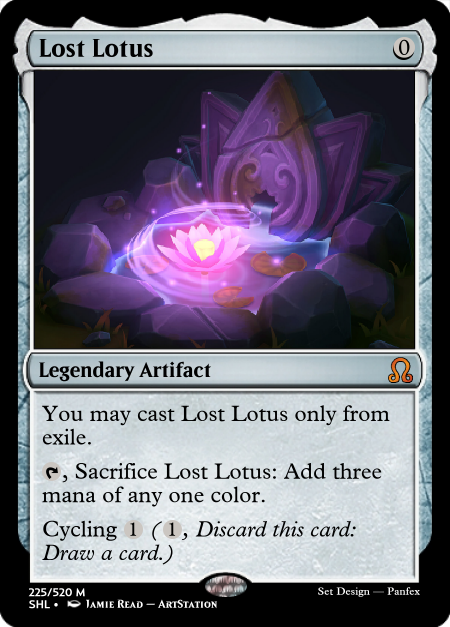 Lost Lotus 0
Legendary Artifact
You may cast Lost Lotus only from
exile.
, Sacrifice Lost Lotus: Add three
mana of any one color.
Cycling 1 (1, Discard this card:
Draw a card.)
225/520 M
SHL • Jamie Read — ArtStation
Set Design — Panfex